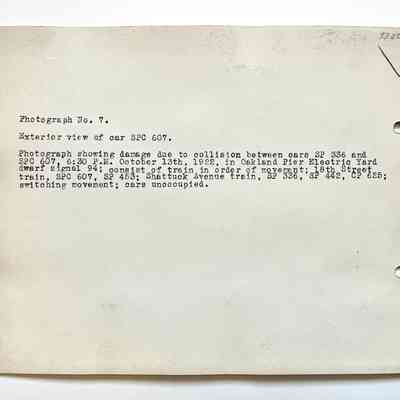 Photograph No. 7.
Exterior view of car SPC 607.
Photograph showing damage due to collision between cars SP 336 and
SPC 607, 6:30 P.M. October 13th, 1922, in Oakland Pier Electric Yard
dwarf signal 94; consist of train in order of movement; 18th Street
train, SPC 607, SP 453; Shattuck Avenue train, SP 336, SP 442, CP 625;
switching movement; cars unoccupied.